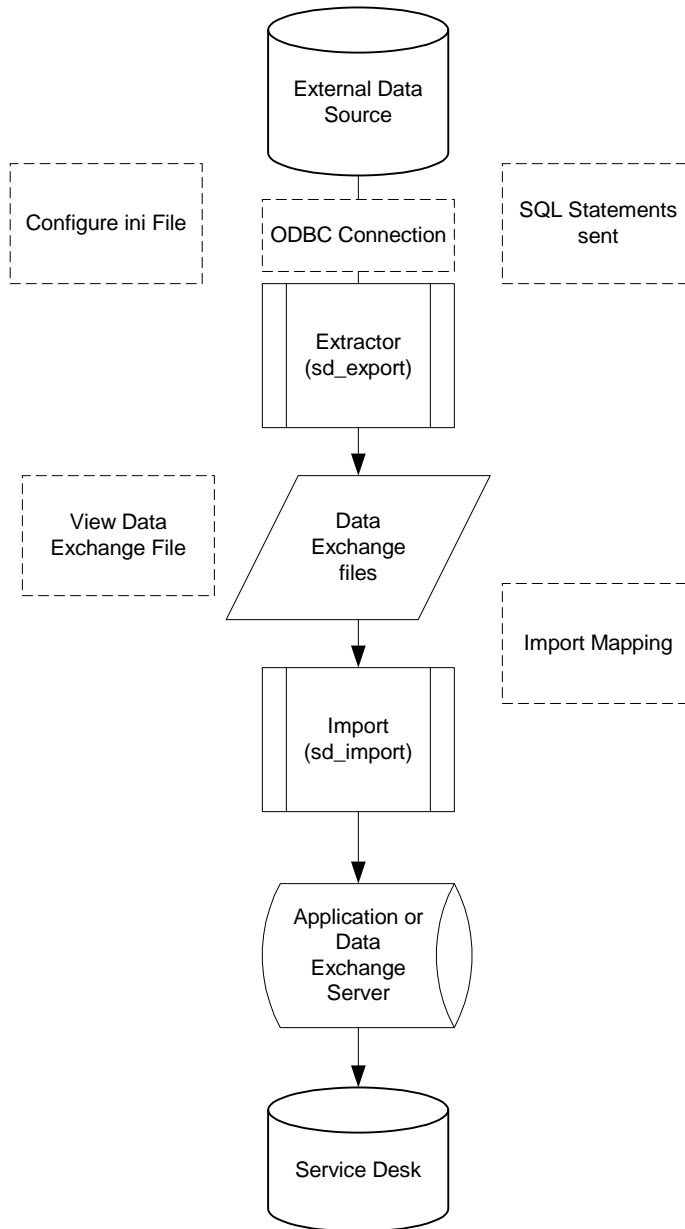 External Data
Source
Configure ini File
ODBC Connection
SQL Statements
sent
Extractor
(sd_export)
View Data
Exchange File
Data
Exchange
files
Import Mapping
Import
(sd_import)
Application or
Data
Exchange
Server
Service Desk